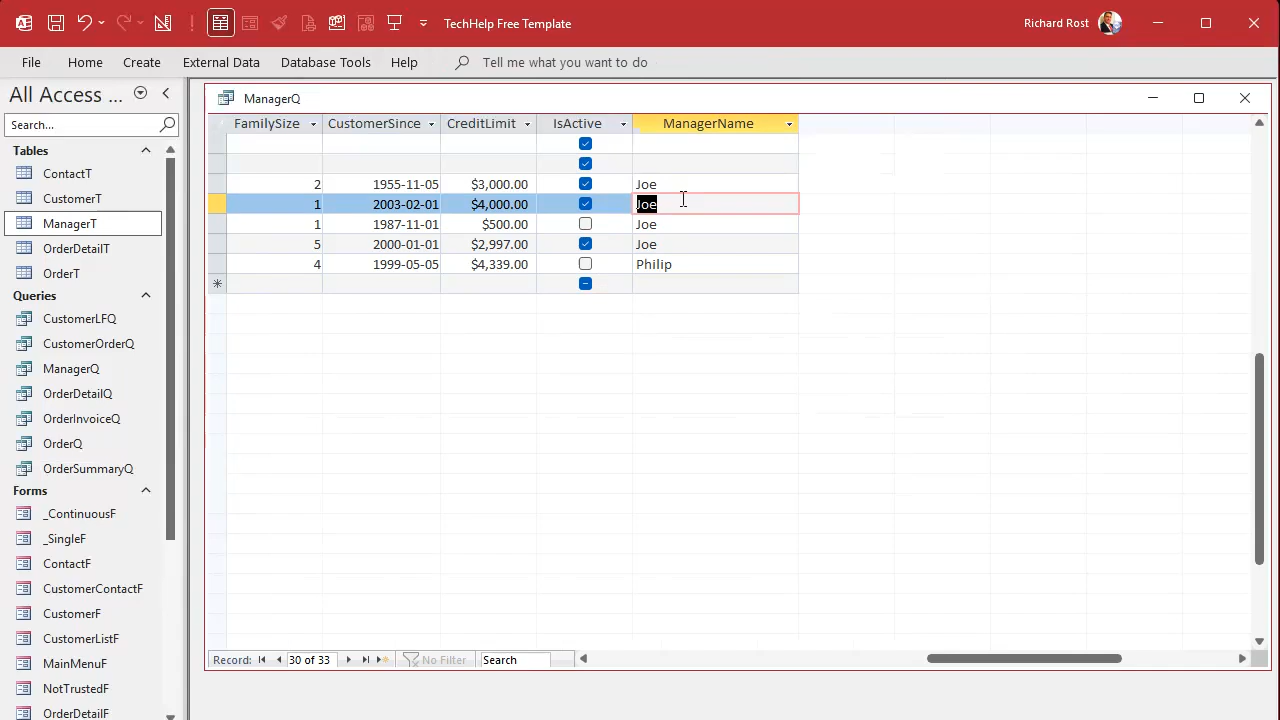 TechHelp Free Template
Richard Rost
File Home Create External Data Database Tools Help Tell me what you want to do
All Access ...
Search...
Tables
ContactT
CustomerT
ManagerT
OrderDetailT
OrderT
Queries
CustomerLFQ
CustomerOrderQ
ManagerQ
OrderDetailQ
OrderInvoiceQ
OrderQ
OrderSummaryQ
Forms
_ContinuousF
_SingleF
ContactF
CustomerContactF
CustomerF
CustomerListF
MainMenuF
NotTrustedF
OrderDetailF
ManagerQ
FamilySize CustomerSince CreditLimit IsActive ManagerName
2 1955-11-05 $3,000.00 Joe
1 2003-02-01 $4,000.00 Joe
1 1987-11-01 $500.00 Joe
5 2000-01-01 $2,997.00 Joe
4 1999-05-05 $4,339.00 Philip
Record: 30 of 33 No Filter Search